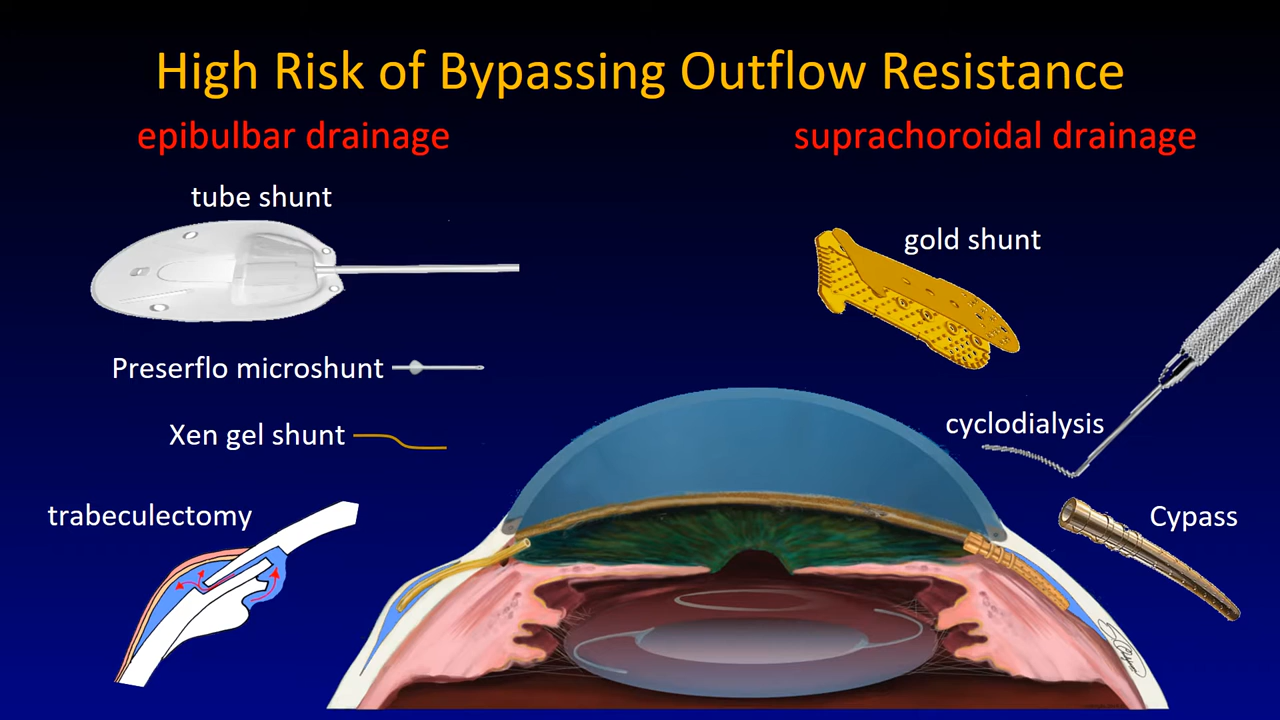 High Risk of Bypassing Outflow Resistance
epibulbar drainage
suprachoroidal drainage
tube shunt
gold shunt
Preserflo microshunt
Xen gel shunt
cyclodialysis
trabeculectomy
Cypass